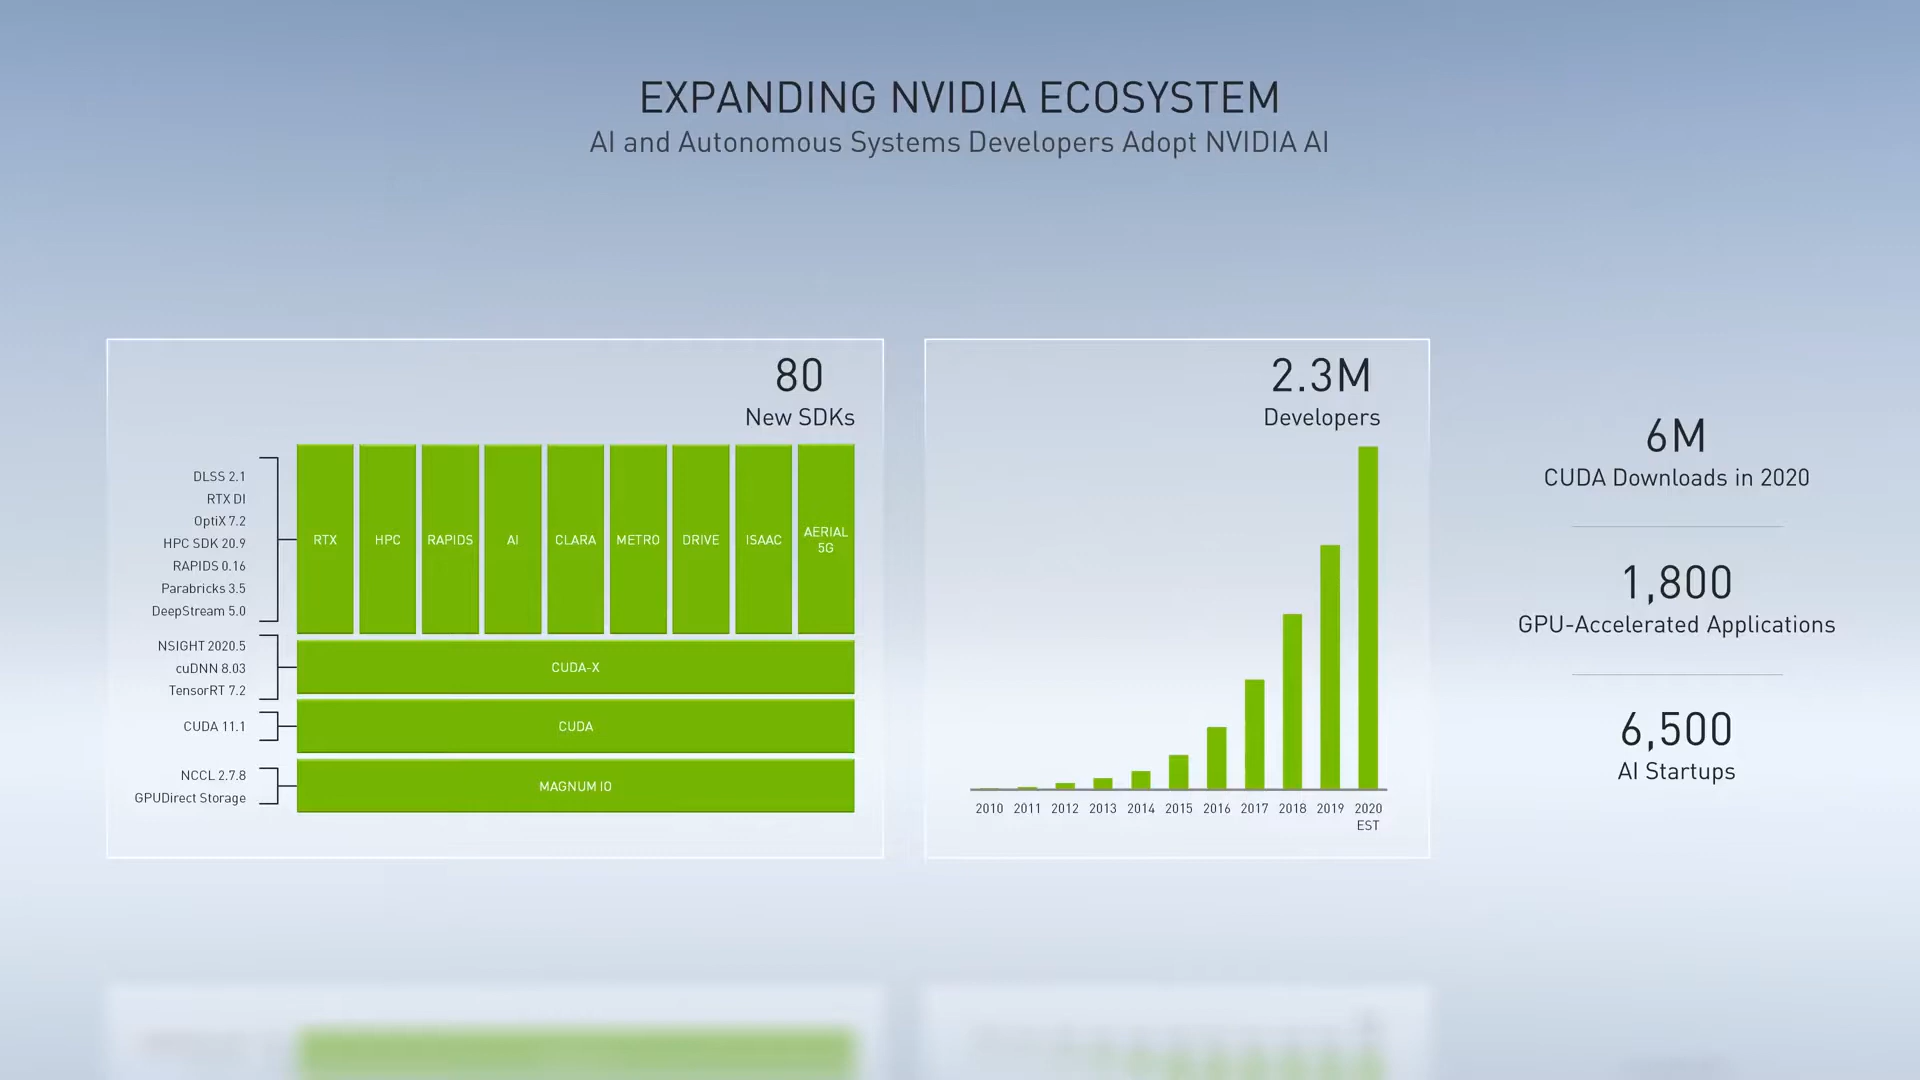 EXPANDING NVIDIA ECOSYSTEM
AI and Autonomous Systems Developers Adopt NVIDIA AI
80
New SDKs
DLSS 2.1
RTX DI
OptiX 7.2
HPC SDK 20.9
RAPIDS 0.16
Parabricks 3.5
DeepStream 5.0
RTX
HPC
RAPIDS
AI
CLARA
METRO
DRIVE
ISAAC
AERIAL
5G
NSIGHT 2020.5
cuDNN 8.03
TensorRT 7.2
CUDA-X
CUDA 11.1
CUDA
NCCL 2.7.8
GPUDirect Storage
MAGNUM IO
2.3M
Developers
2010 2011 2012 2013 2014 2015 2016 2017 2018 2019 2020
EST
6M
CUDA Downloads in 2020
1,800
GPU-Accelerated Applications
6,500
AI Startups